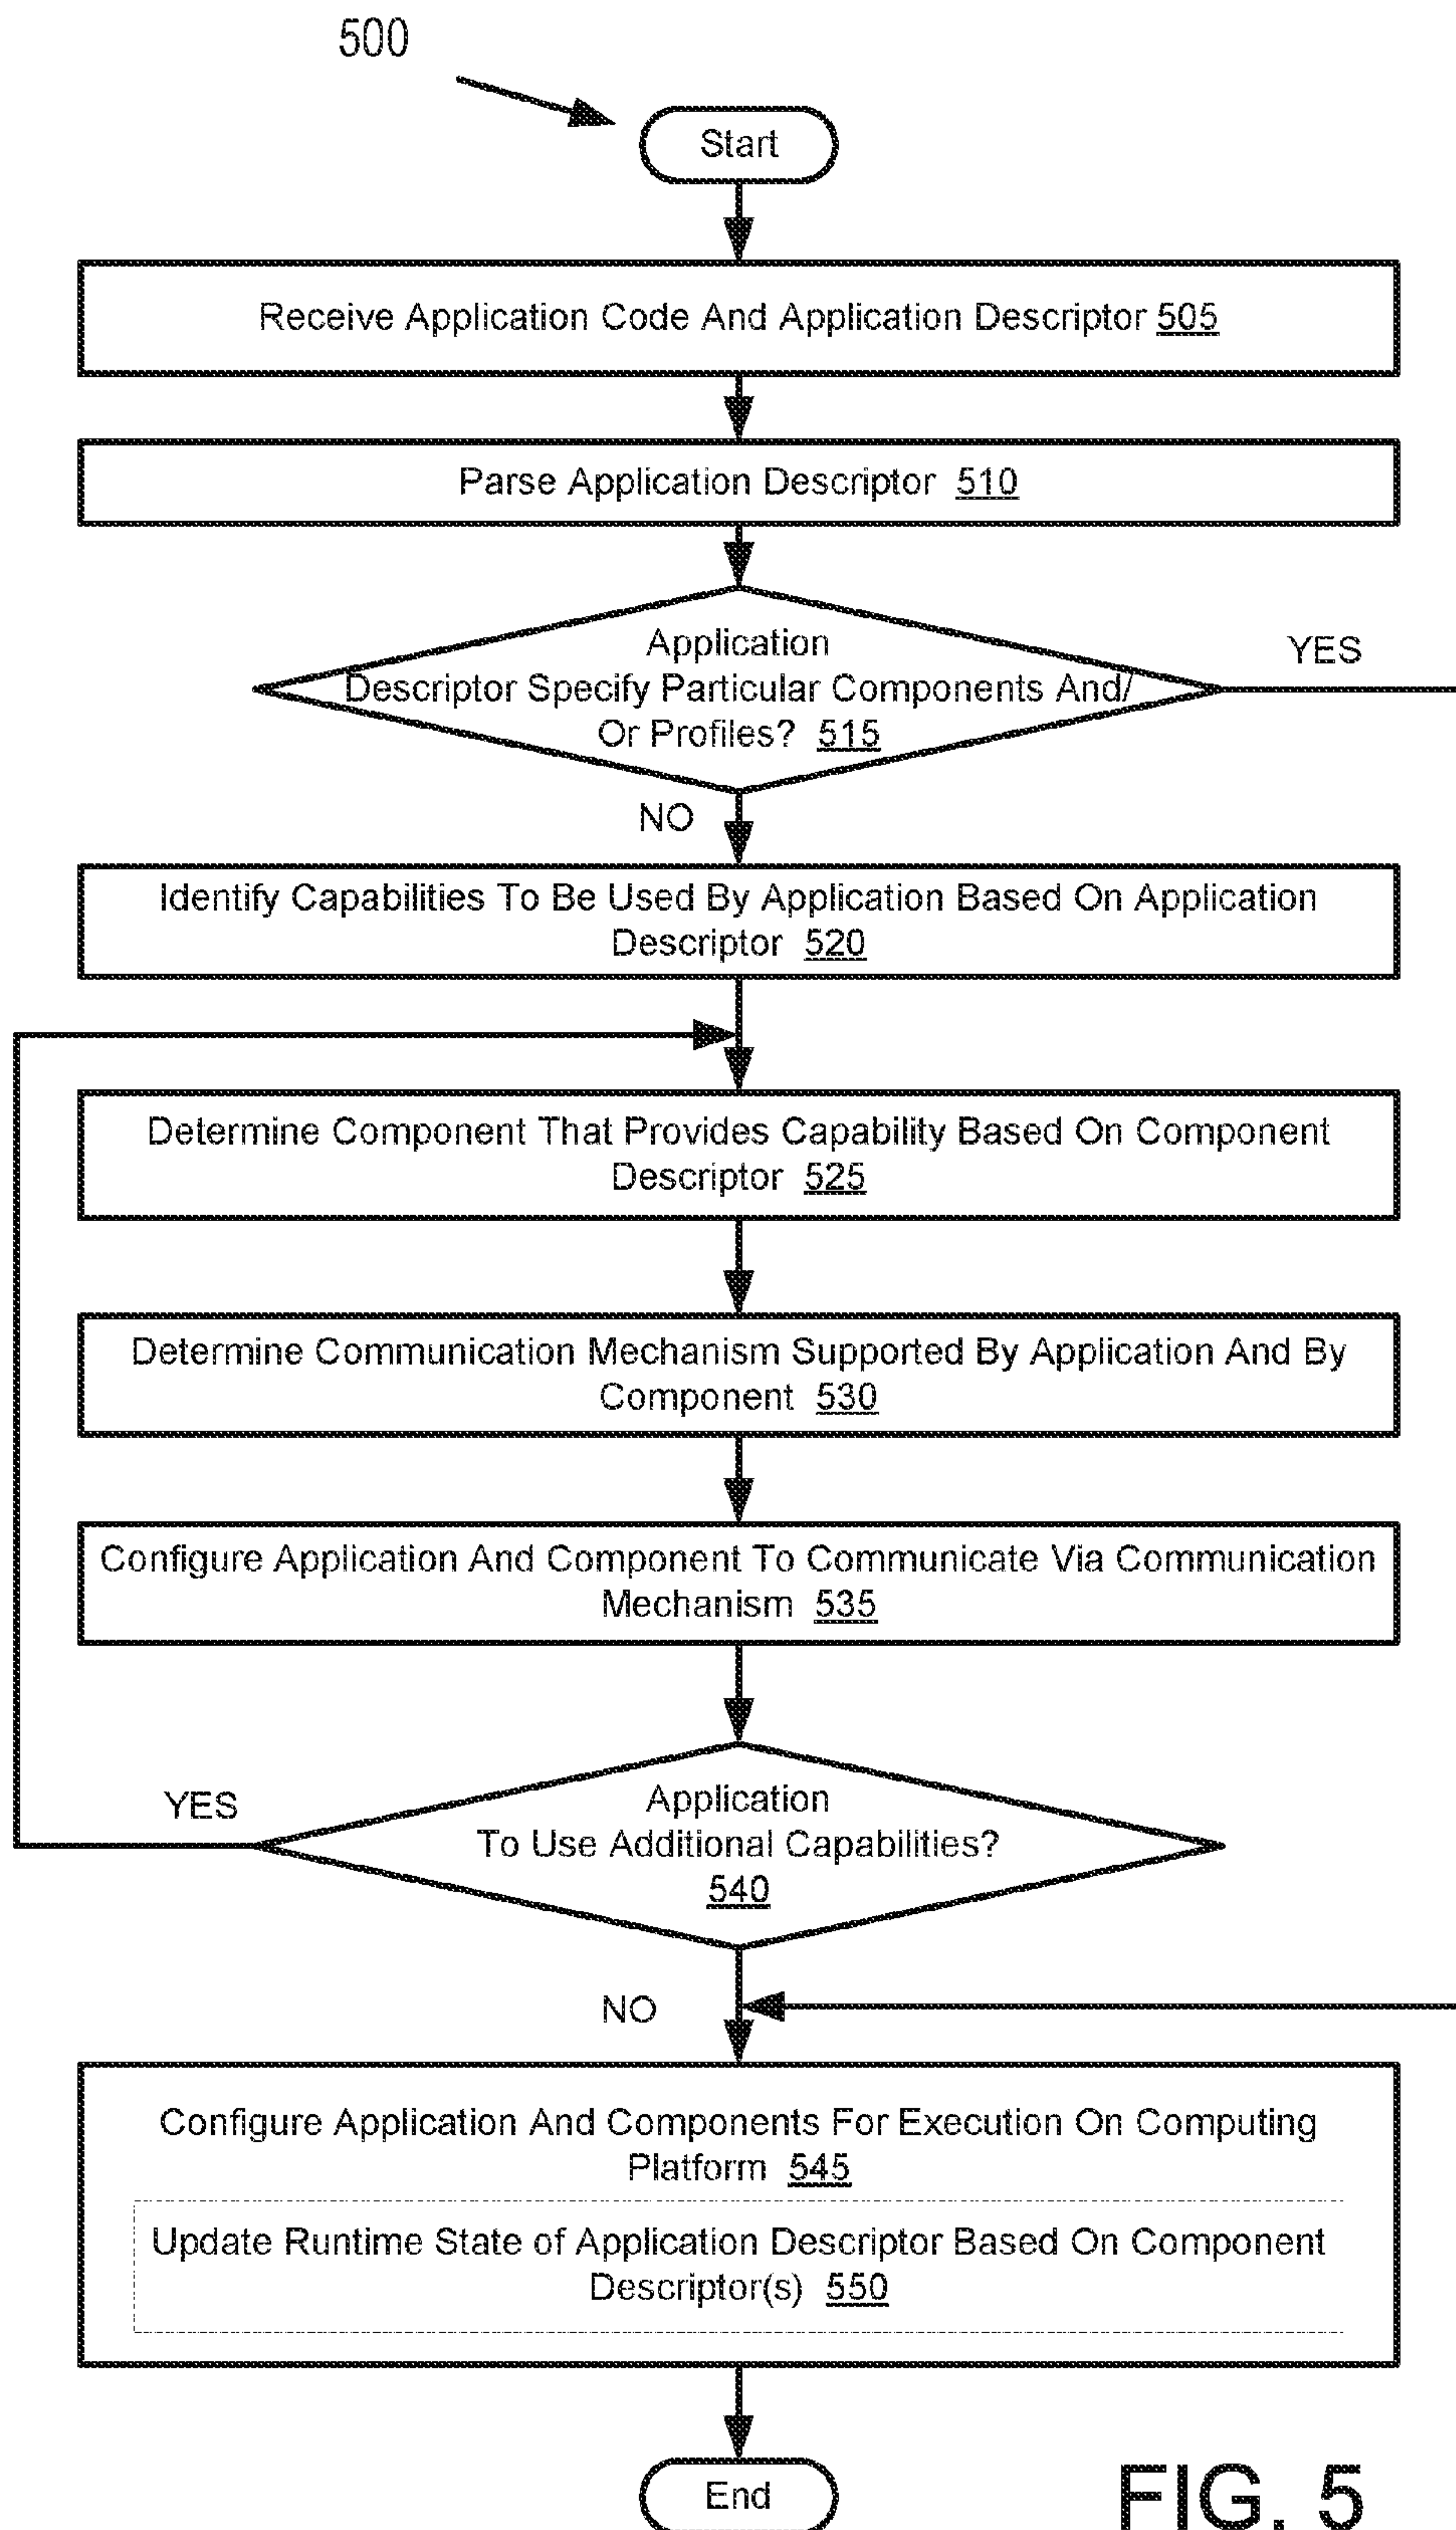 500
Start
Receive Application Code And Application Descriptor 505
Parse Application Descriptor 510
Application
Descriptor Specify Particular Components And/
Or Profiles? 515
YES
NO
Identify Capabilities To Be Used By Application Based On Application
Descriptor 520
Determine Component That Provides Capability Based On Component
Descriptor 525
Determine Communication Mechanism Supported By Application And By
Component 530
Configure Application And Component To Communicate Via Communication
Mechanism 535
YES
Application
To Use Additional Capabilities?
540
NO
Configure Application And Components For Execution On Computing
Platform 545
Update Runtime State of Application Descriptor Based On Component
Descriptor(s) 550
End
FIG. 5